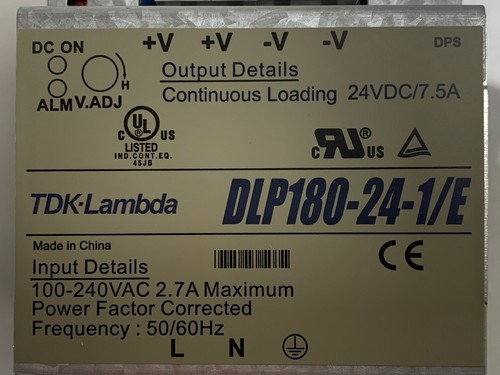 DC ON
+V +V -V -V
DPS
H
ALM V.ADJ
Output Details
Continuous Loading 24VDC/7.5A
C UL US
LISTED
IND.CONT.EQ.
45JB
C RU ® US
TDK·Lambda
DLP180-24-1/E
Made in China
CE
Input Details
100-240VAC 2.7A Maximum
Power Factor Corrected
Frequency : 50/60Hz
L N